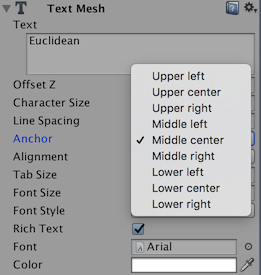 Text Mesh
Text
Euclidean
Offset Z
Character Size
Line Spacing
Anchor
Alignment
Tab Size
Font Size
Font Style
Rich Text
Font
Arial
Color
Upper left
Upper center
Upper right
Middle left
✓ Middle center
Middle right
Lower left
Lower center
Lower right